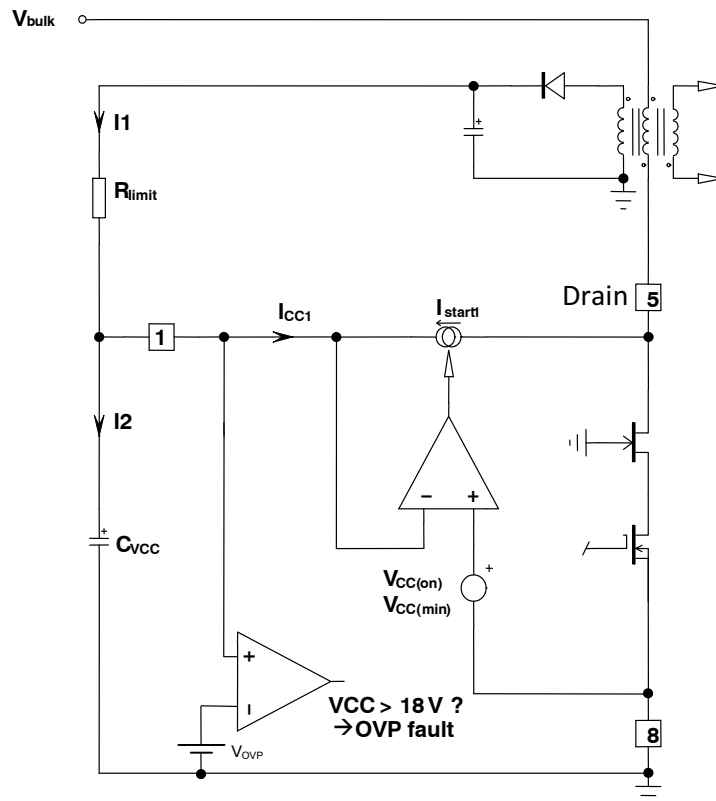 Vbulk
I1
Rlimit
Drain 5
ICC1
Istart1
1
I2
CVCC
+
+
- +
+
VCC(on)
VCC(min)
+
-
VCC > 18 V ?
→OVP fault
VOVP
8